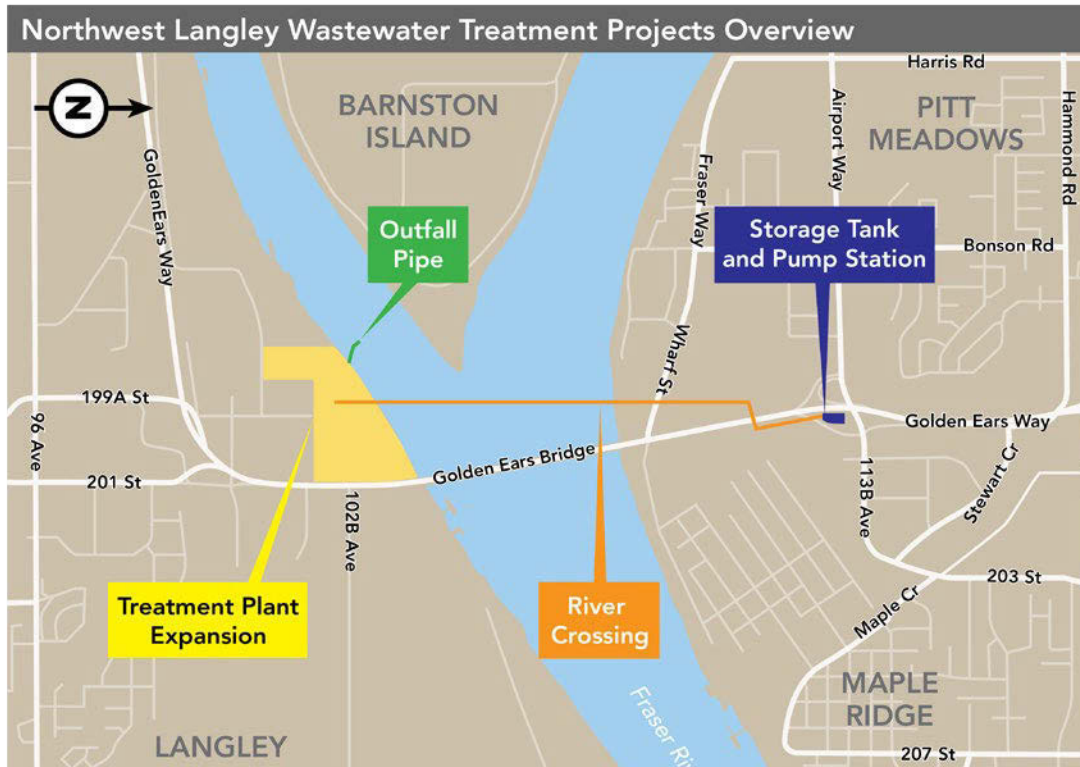 Northwest Langley Wastewater Treatment Projects Overview
N
BARNSTON
ISLAND
Harris Rd
PITT
MEADOWS
Airport Way
Hammond Rd
GoldenEars Way
Fraser Way
Outfall
Pipe
Storage Tank
and Pump Station
Bonson Rd
Wharf St
199A St
96 Ave
201 St
Golden Ears Bridge
Golden Ears Way
102B Ave
113B Ave
Stewart Cr
Treatment Plant
Expansion
River
Crossing
203 St
Maple Cr
MAPLE
RIDGE
LANGLEY
Fraser Riv
207 St